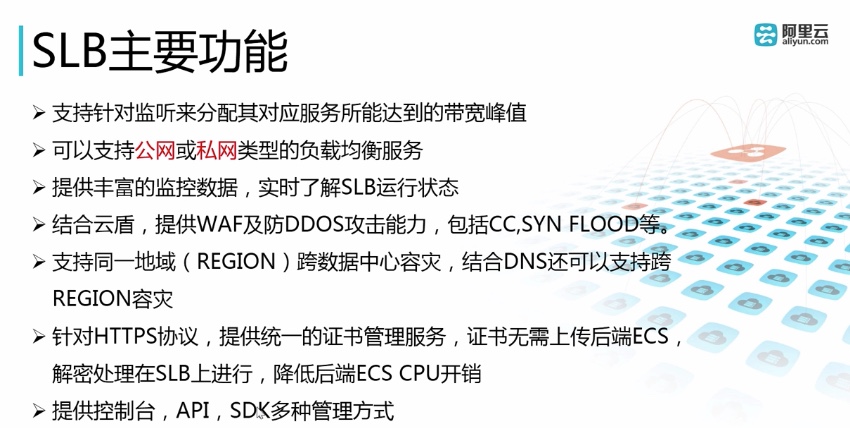 SLB主要功能
阿里云
aliyun.com
➢ 支持针对监听来分配其对应服务所能达到的带宽峰值
➢ 可以支持公网或私网类型的负载均衡服务
➢ 提供丰富的监控数据，实时了解SLB运行状态
➢ 结合云盾，提供WAF及防DDOS攻击能力，包括CC,SYN FLOOD等。
➢ 支持同一地域（REGION）跨数据中心容灾，结合DNS还可以支持跨
REGION容灾
➢ 针对HTTPS协议，提供统一的证书管理服务，证书无需上传后端ECS，
解密处理在SLB上进行，降低后端ECS CPU开销
➢ 提供控制台，API，SDK多种管理方式